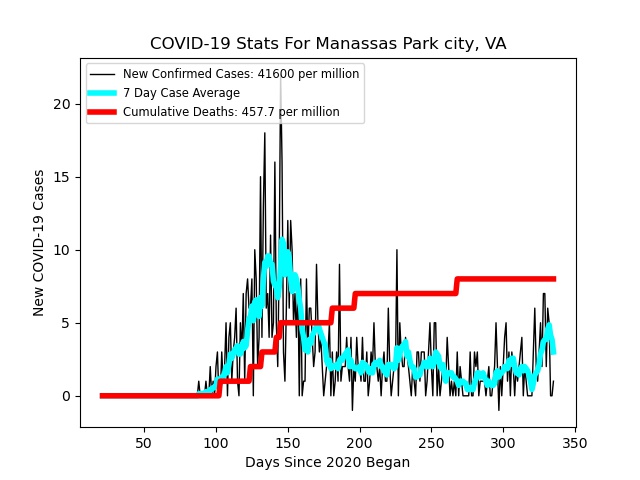 COVID-19 Stats For Manassas Park city, VA
New Confirmed Cases: 41600 per million
7 Day Case Average
Cumulative Deaths: 457.7 per million
New COVID-19 Cases
20
15
10
5
0
50 100 150 200 250 300 350
Days Since 2020 Began